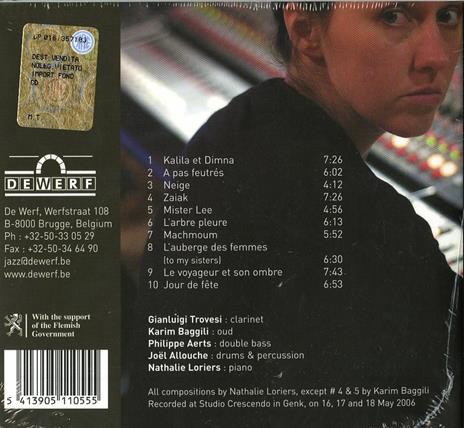 LP 016/35718J
DEST VENDITA
NOLEG.VIETATO
IMPORT FONO
CD
M.T
DE WERF
De Werf, Werfstraat 108
B-8000 Brugge, Belgium
Ph : +32-50-33 05 29
Fax : +32-50-34 64 90
jazz@dewerf.be
www.dewerf.be
With the support
of the Flemish
Government
5 413905 110555
1 Kalila et Dimna 7:26
2 A pas feutrés 6:02
3 Neige 4:12
4 Zaiak 7:26
5 Mister Lee 4:56
6 L'arbre pleure 6:13
7 Machmoum 5:52
8 L'auberge des femmes
(to my sisters) 6:30
9 Le voyageur et son ombre 7:43
10 Jour de fête 6:53
Gianluigi Trovesi : clarinet
Karim Baggili : oud
Philippe Aerts : double bass
Joël Allouche : drums & percussion
Nathalie Loriers : piano
All compositions by Nathalie Loriers, except # 4 & 5 by Karim Baggili
Recorded at Studio Crescendo in Genk, on 16, 17 and 18 May 2006